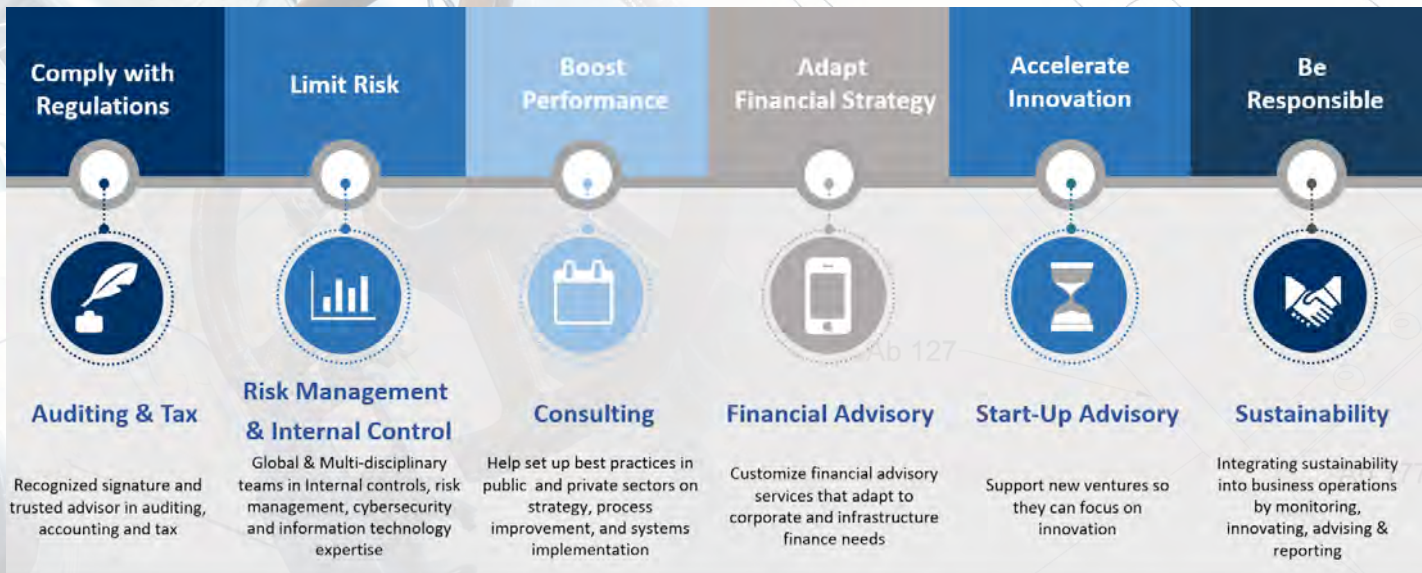 Comply with
Regulations
Limit Risk
Boost
Performance
Adapt
Financial Strategy
Accelerate
Innovation
Be
Responsible
Auditing & Tax
Recognized signature and
trusted advisor in auditing,
accounting and tax
Risk Management
& Internal Control
Global & Multi-disciplinary
teams in Internal controls, risk
management, cybersecurity
and information technology
expertise
Consulting
Help set up best practices in
public and private sectors on
strategy, process
improvement, and systems
implementation
Ab 127
Financial Advisory
Customize financial advisory
services that adapt to
corporate and infrastructure
finance needs
Start-Up Advisory
Support new ventures so
they can focus on
innovation
Sustainability
Integrating sustainability
into business operations
by monitoring,
innovating, advising &
reporting